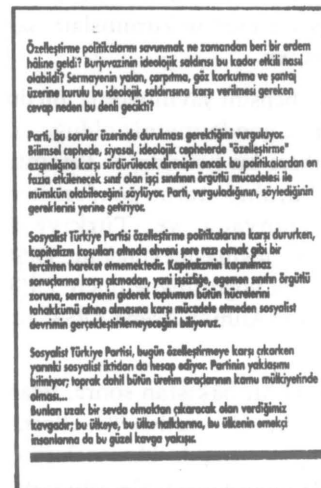 Özelleştirme politikalarını savunmak ne zamandan beri bir erdem
hâline geldi? Burjuvazinin ideolojik saldırısı bu kadar etkili nasıl
olabildi? Sermayenin yalan, çarpıtma, göz korkutma ve şantaj
üzerine kurulu bu ideolojik saldırısına karşı verilmesi gereken
cevap neden bu denli gecikti?
Parti, bu sorular üzerinde durulması gerektiğini vurguluyor.
Bilimsel cephede, siyasal, ideolojik cephelerde "özelleştirme"
azgınlığına karşı sürdürülecek direnişin ancak bu politikalardan en
fazla etkilenecek sınıf olan işçi sınıfının örgütlü mücadelesi ile
mümkün olabileceğini söylüyor. Parti, vurguladığının, söylediğinin
gereklerini yerine getiriyor.
Sosyalist Türkiye Partisi özelleştirme politikalarına karşı dururken,
kapitalizm koşulları altında ehveni şere razı olmak gibi bir
tercihten hareket etmemektedir. Kapitalizmin kaçınılmaz
sonuçlarına karşı çıkmadan, yani işsizliğe, egemen sınıfın örgütlü
zoruna, sermayenin giderek toplumun bütün hücrelerini
tahakkümü altına almasına karşı mücadele etmeden sosyalist
devrimin gerçekleştirilemeyeceğini biliyoruz.
Sosyalist Türkiye Partisi, bugün özelleştirmeye karşı çıkarken
yarınki sosyalist iktidarı da hesap ediyor. Partinin yaklaşımı
biliniyor; toprak dahil bütün üretim araçlarının kamu mülkiyetinde
olması...
Bunları uzak bir sevda olmaktan çıkaracak olan verdiğimiz
kavgadır; bu ülkeye, bu ülke halklarına, bu ülkenin emekçi
insanlarına da bu güzel kavga yakışır.